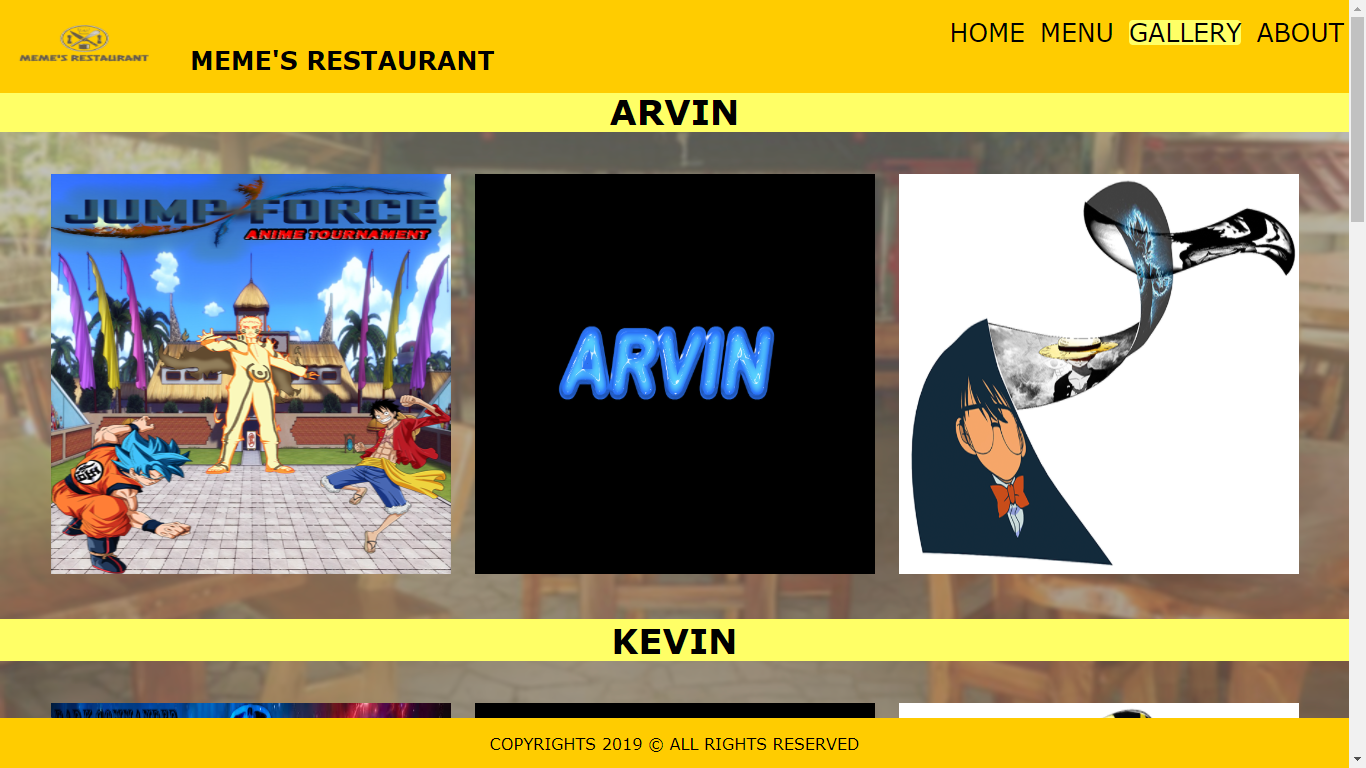 MEME'S RESTAURANT
MEME'S RESTAURANT
HOME MENU GALLERY ABOUT
ARVIN
JUMP FORCE
ANIME TOURNAMENT
ARVIN
KEVIN
COPYRIGHTS 2019 © ALL RIGHTS RESERVED